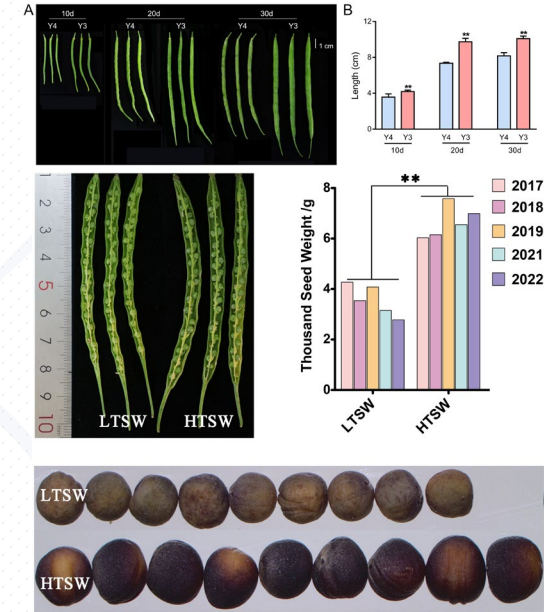 A
10d 20d 30d
Y4 Y3 Y4 Y3 Y4 Y3
1 cm
B
Length (cm)
12
8
4
0
** ** **
Y4 Y3 Y4 Y3 Y4 Y3
10d 20d 30d
1
2
3
4
5
6
7
8
9
10
LTSW HTSW
Thousand Seed Weight /g
8
6
4
2
0
**
LTSW HTSW
2017
2018
2019
2021
2022
LTSW
HTSW